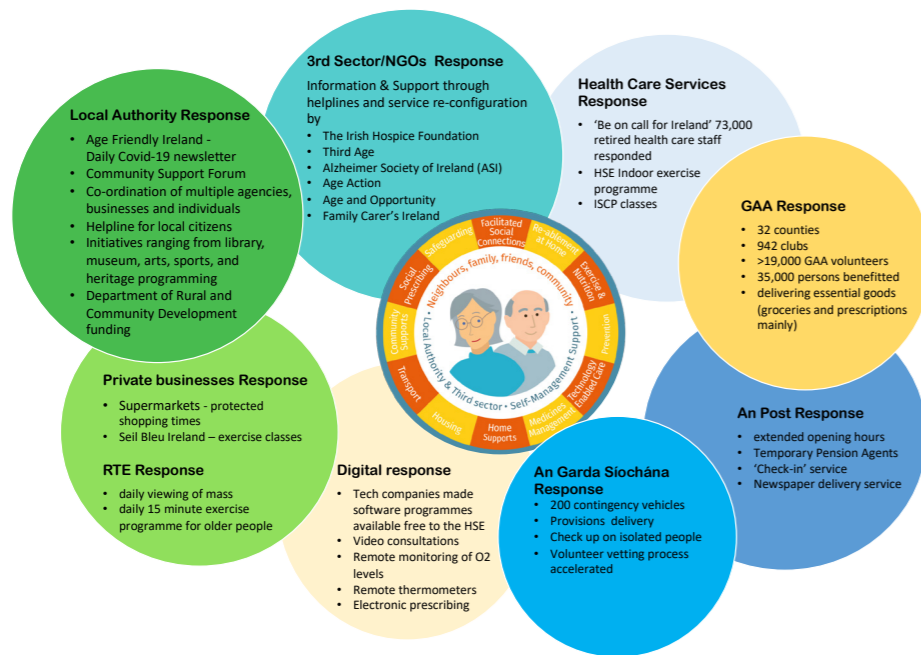 3rd Sector/NGOs Response
Information & Support through
helplines and service re-configuration
by
• The Irish Hospice Foundation
• Third Age
• Alzheimer Society of Ireland (ASI)
• Age Action
• Age and Opportunity
• Family Carer's Ireland
Local Authority Response
• Age Friendly Ireland -
Daily Covid-19 newsletter
• Community Support Forum
• Co-ordination of multiple agencies,
businesses and individuals
• Helpline for local citizens
• Initiatives ranging from library,
museum, arts, sports, and
heritage programming
• Department of Rural and
Community Development
funding
Health Care Services
Response
• 'Be on call for Ireland' 73,000
retired health care staff
responded
• HSE Indoor exercise
programme
• ISCP classes
GAA Response
• 32 counties
• 942 clubs
• >19,000 GAA volunteers
• 35,000 persons benefitted
• delivering essential goods
(groceries and prescriptions
mainly)
Facilitated
Social
Connections
Re-ablement
at Home
Exercise &
Nutrition
Prevention
Technology
Enabled Care
Medicines
Management
Home
Supports
Housing
Transport
Community
Supports
Social
Prescribing
Safeguarding
Neighbours, family, friends, community
• Local Authority & Third sector • Self-Management Support •
Private businesses Response
• Supermarkets - protected
shopping times
• Seil Bleu Ireland – exercise classes
RTE Response
• daily viewing of mass
• daily 15 minute exercise
programme for older people
Digital response
• Tech companies made
software programmes
available free to the HSE
• Video consultations
• Remote monitoring of O2
levels
• Remote thermometers
• Electronic prescribing
An Garda Síochána
Response
• 200 contingency vehicles
• Provisions delivery
• Check up on isolated people
• Volunteer vetting process
accelerated
An Post Response
• extended opening hours
• Temporary Pension Agents
• 'Check-in' service
• Newspaper delivery service